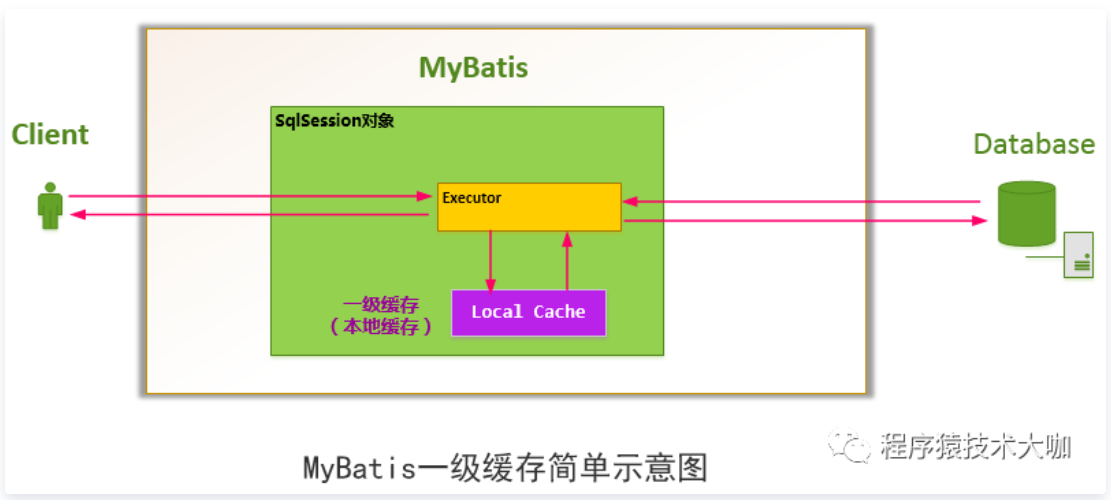 MyBatis
Client
SqlSession对象
Database
Executor
一级缓存
（本地缓存）
Local Cache
程序猿技术大咖
MyBatis一级缓存简单示意图